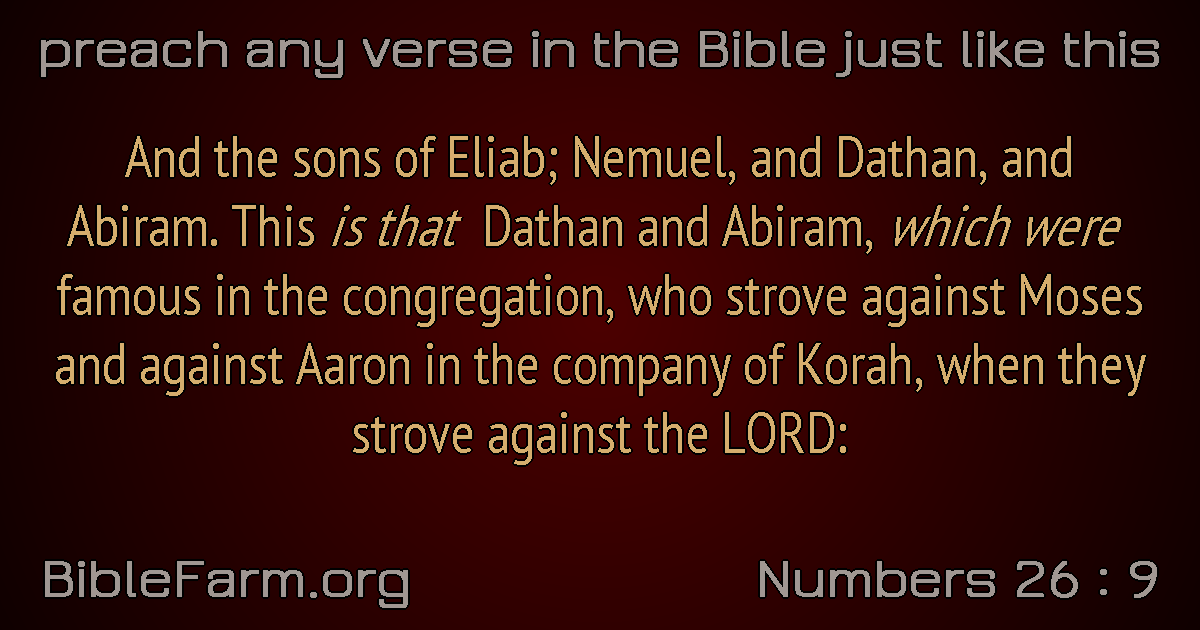 preach any verse in the Bible just like this
And the sons of Eliab; Nemuel, and Dathan, and
Abiram. This is that Dathan and Abiram, which were
famous in the congregation, who strove against Moses
and against Aaron in the company of Korah, when they
strove against the LORD:
BibleFarm.org
Numbers 26 : 9